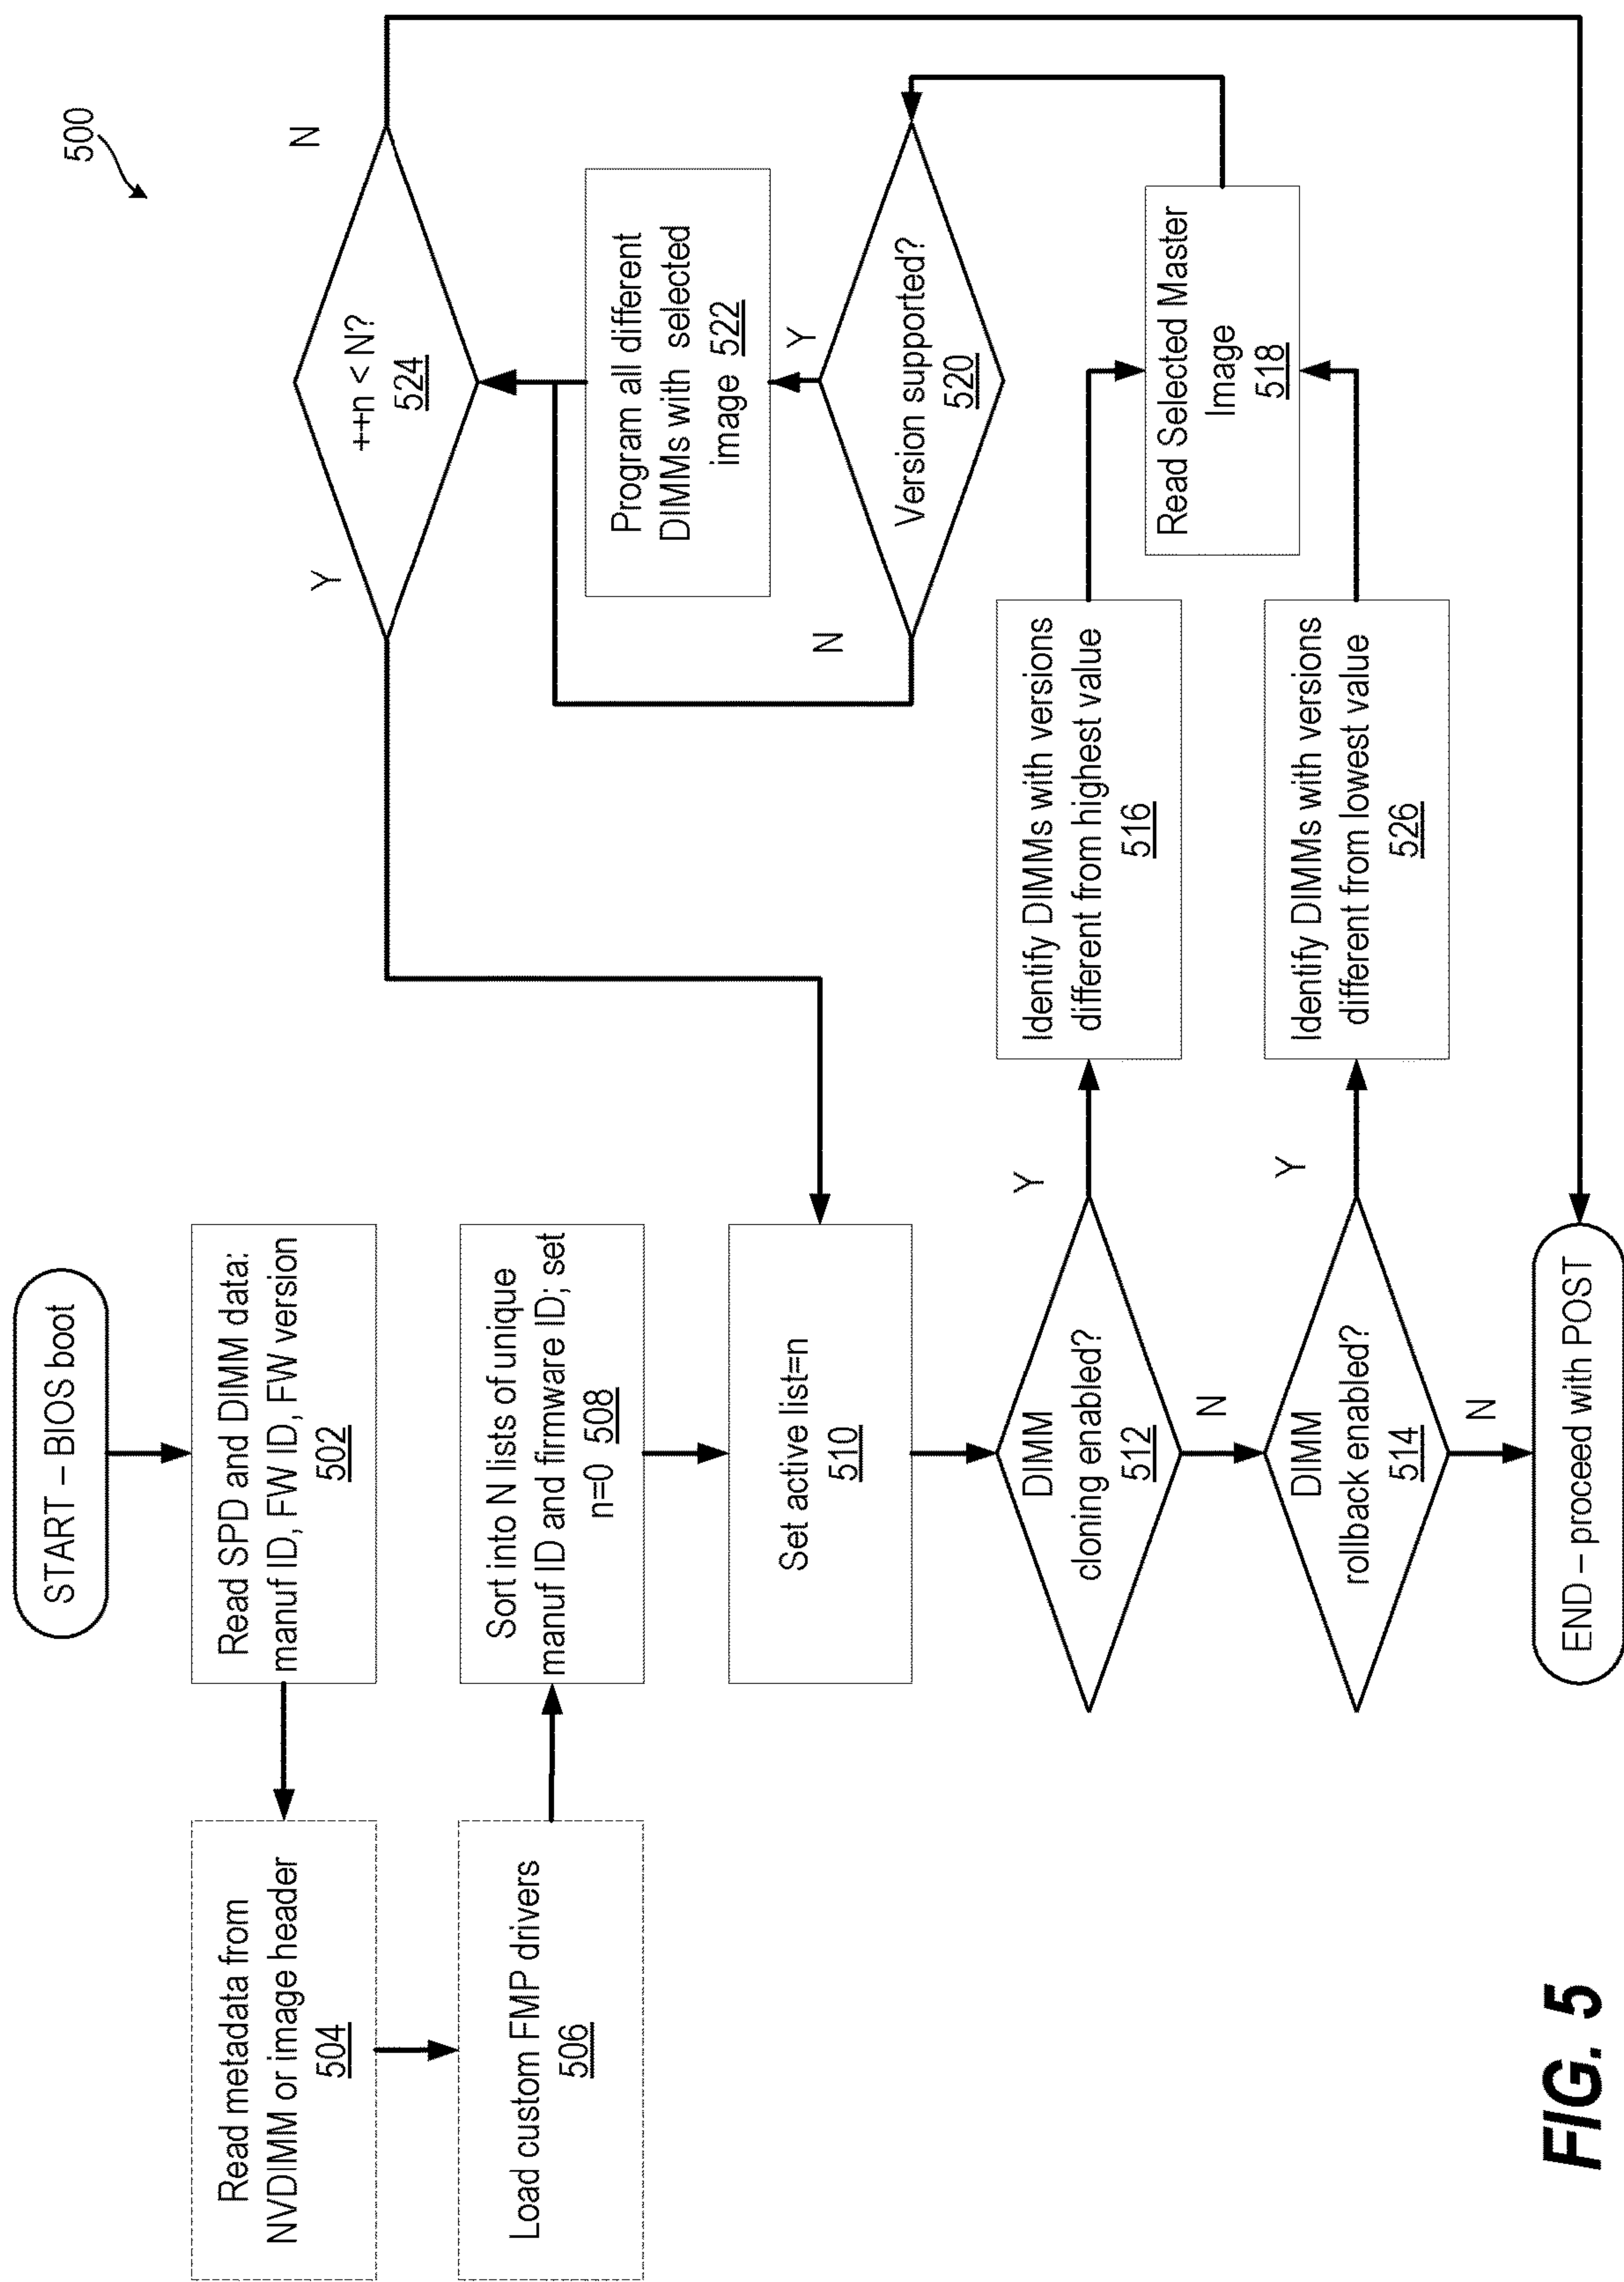 500
START – BIOS boot
Read SPD and DIMM data:
manuf ID, FW ID, FW version
502
Read metadata from
NVDIMM or image header
504
Load custom FMP drivers
506
Sort into N lists of unique
manuf ID and firmware ID; set
n=0 508
Set active list=n
510
DIMM
cloning enabled?
512
Y
N
DIMM
rollback enabled?
514
Y
N
END – proceed with POST
Identify DIMMs with versions
different from highest value
516
Identify DIMMs with versions
different from lowest value
526
Read Selected Master
Image
518
Version supported?
520
Y
N
Program all different
DIMMs with selected
image 522
++n < N?
524
Y
N
FIG. 5